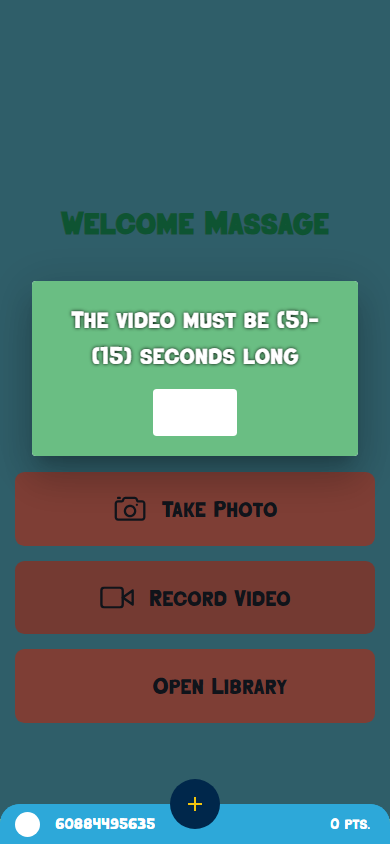 Welcome Massage
The video must be (5)-
(15) seconds long
Take Photo
Record Video
Open Library
60884495635
0 pts.